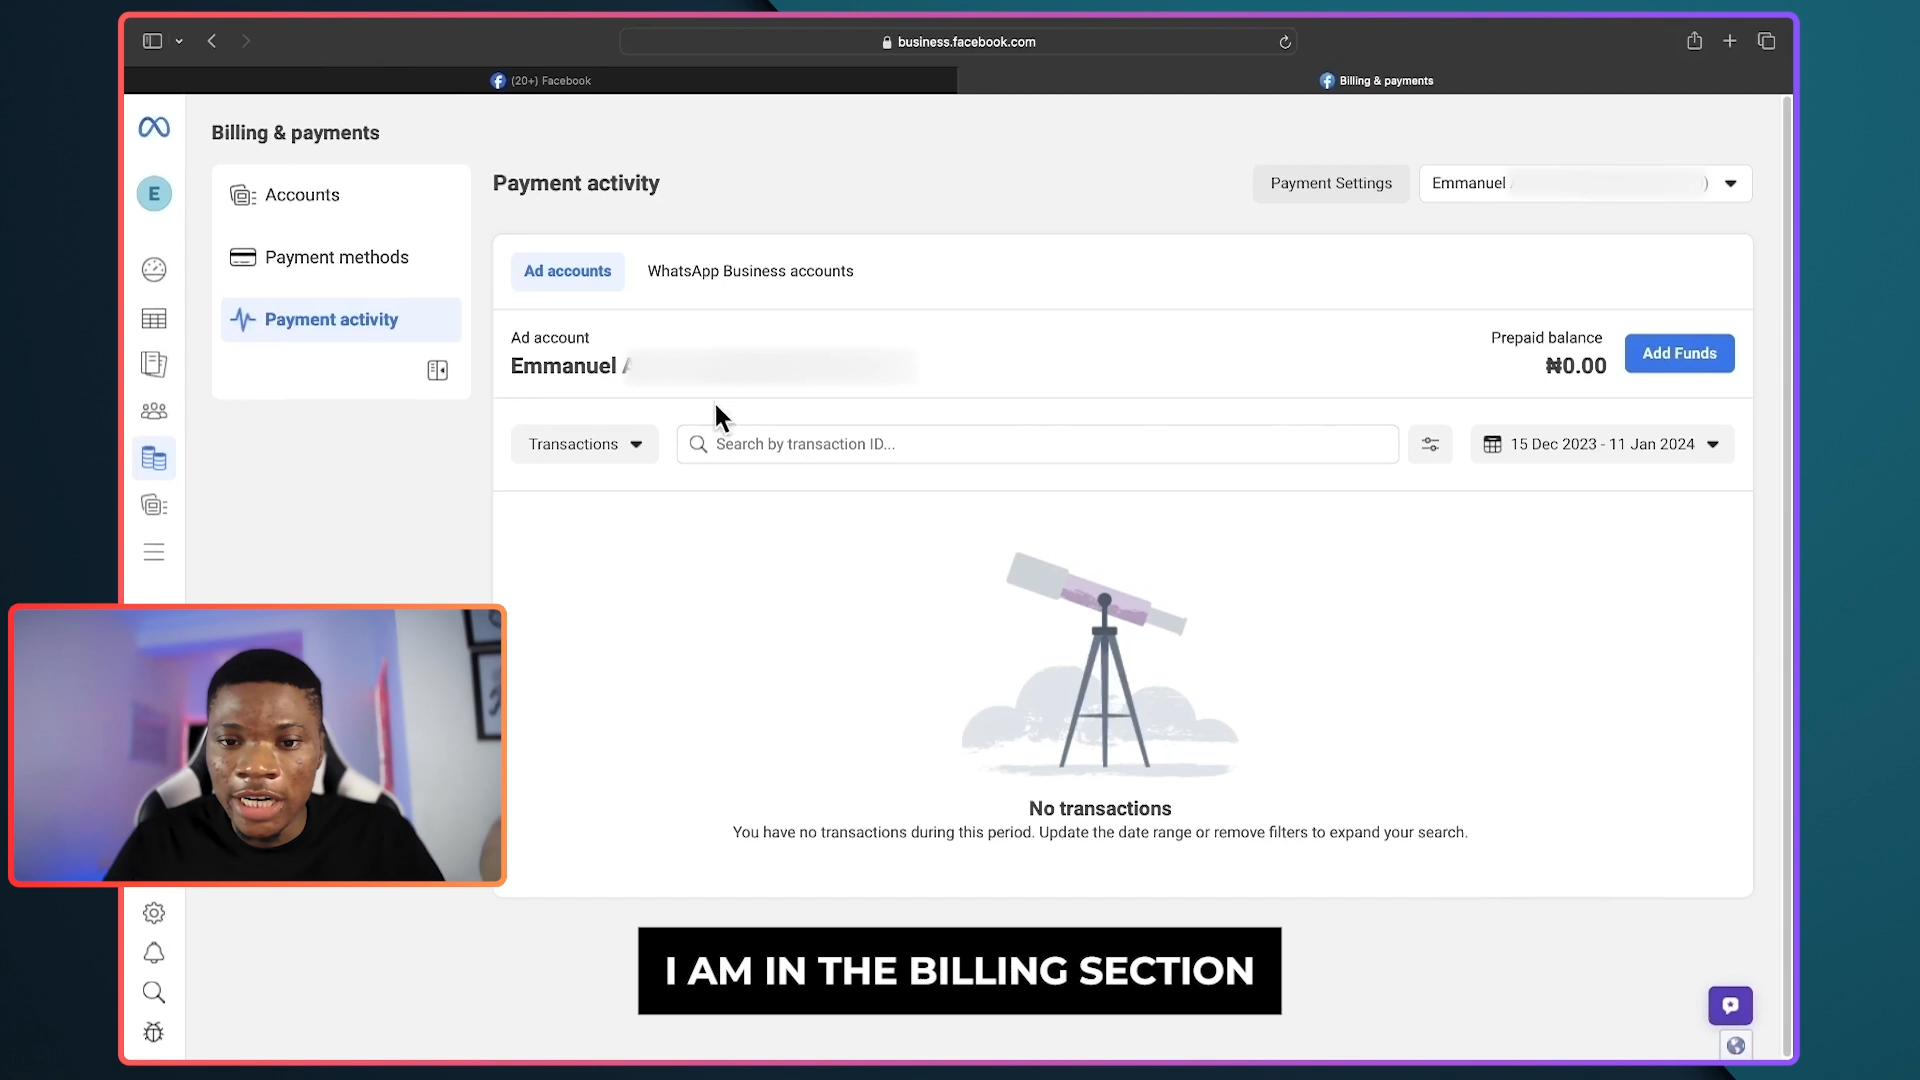 business.facebook.com
(20+) Facebook
Billing & payments
Billing & payments
E
Accounts
Payment methods
Payment activity
Payment activity
Payment Settings
Emmanuel )
Ad accounts
WhatsApp Business accounts
Ad account
Emmanuel A
Prepaid balance
₦0.00
Add Funds
Transactions
Search by transaction ID...
15 Dec 2023 - 11 Jan 2024
No transactions
You have no transactions during this period. Update the date range or remove filters to expand your search.
I AM IN THE BILLING SECTION